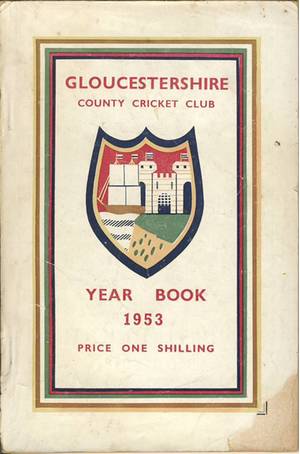 GLOUCESTERSHIRE
COUNTY CRICKET CLUB
YEAR BOOK
1953
PRICE ONE SHILLING